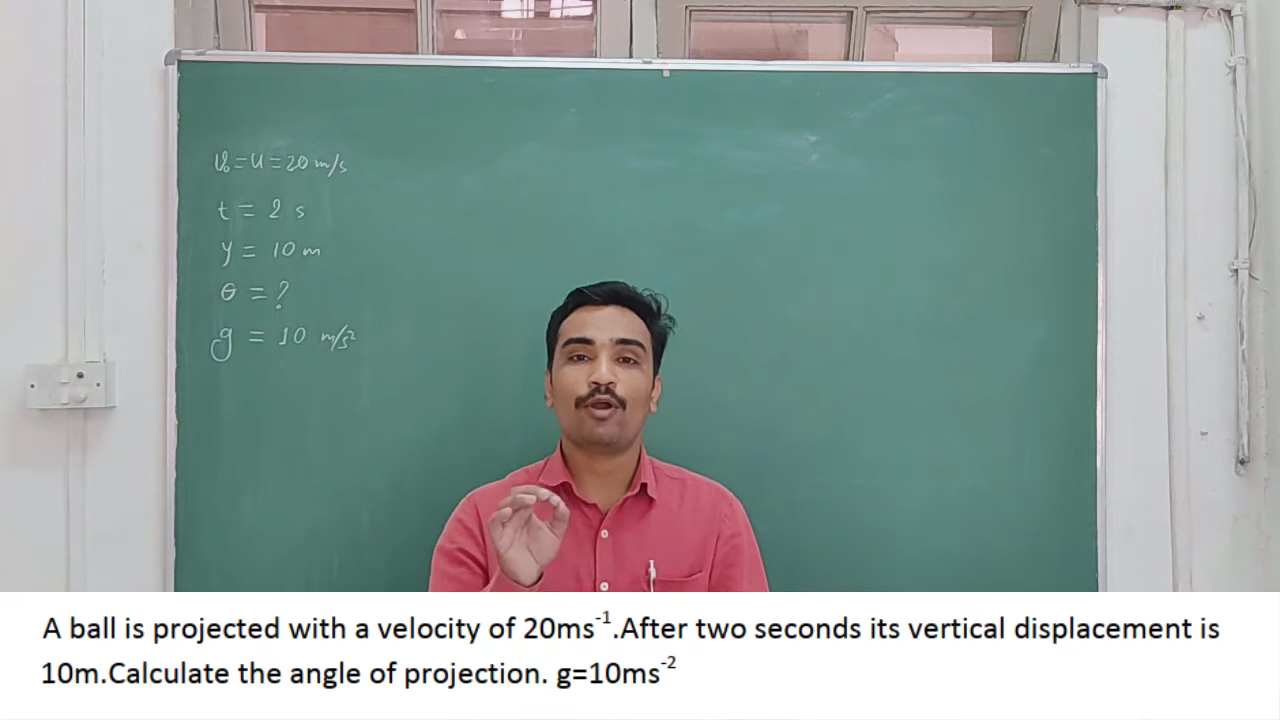 v₀ = u = 20 m/s
t = 2 s
y = 10 m
θ = ?
g = 10 m/s²
A ball is projected with a velocity of 20ms⁻¹.After two seconds its vertical displacement is
10m.Calculate the angle of projection. g=10ms⁻²